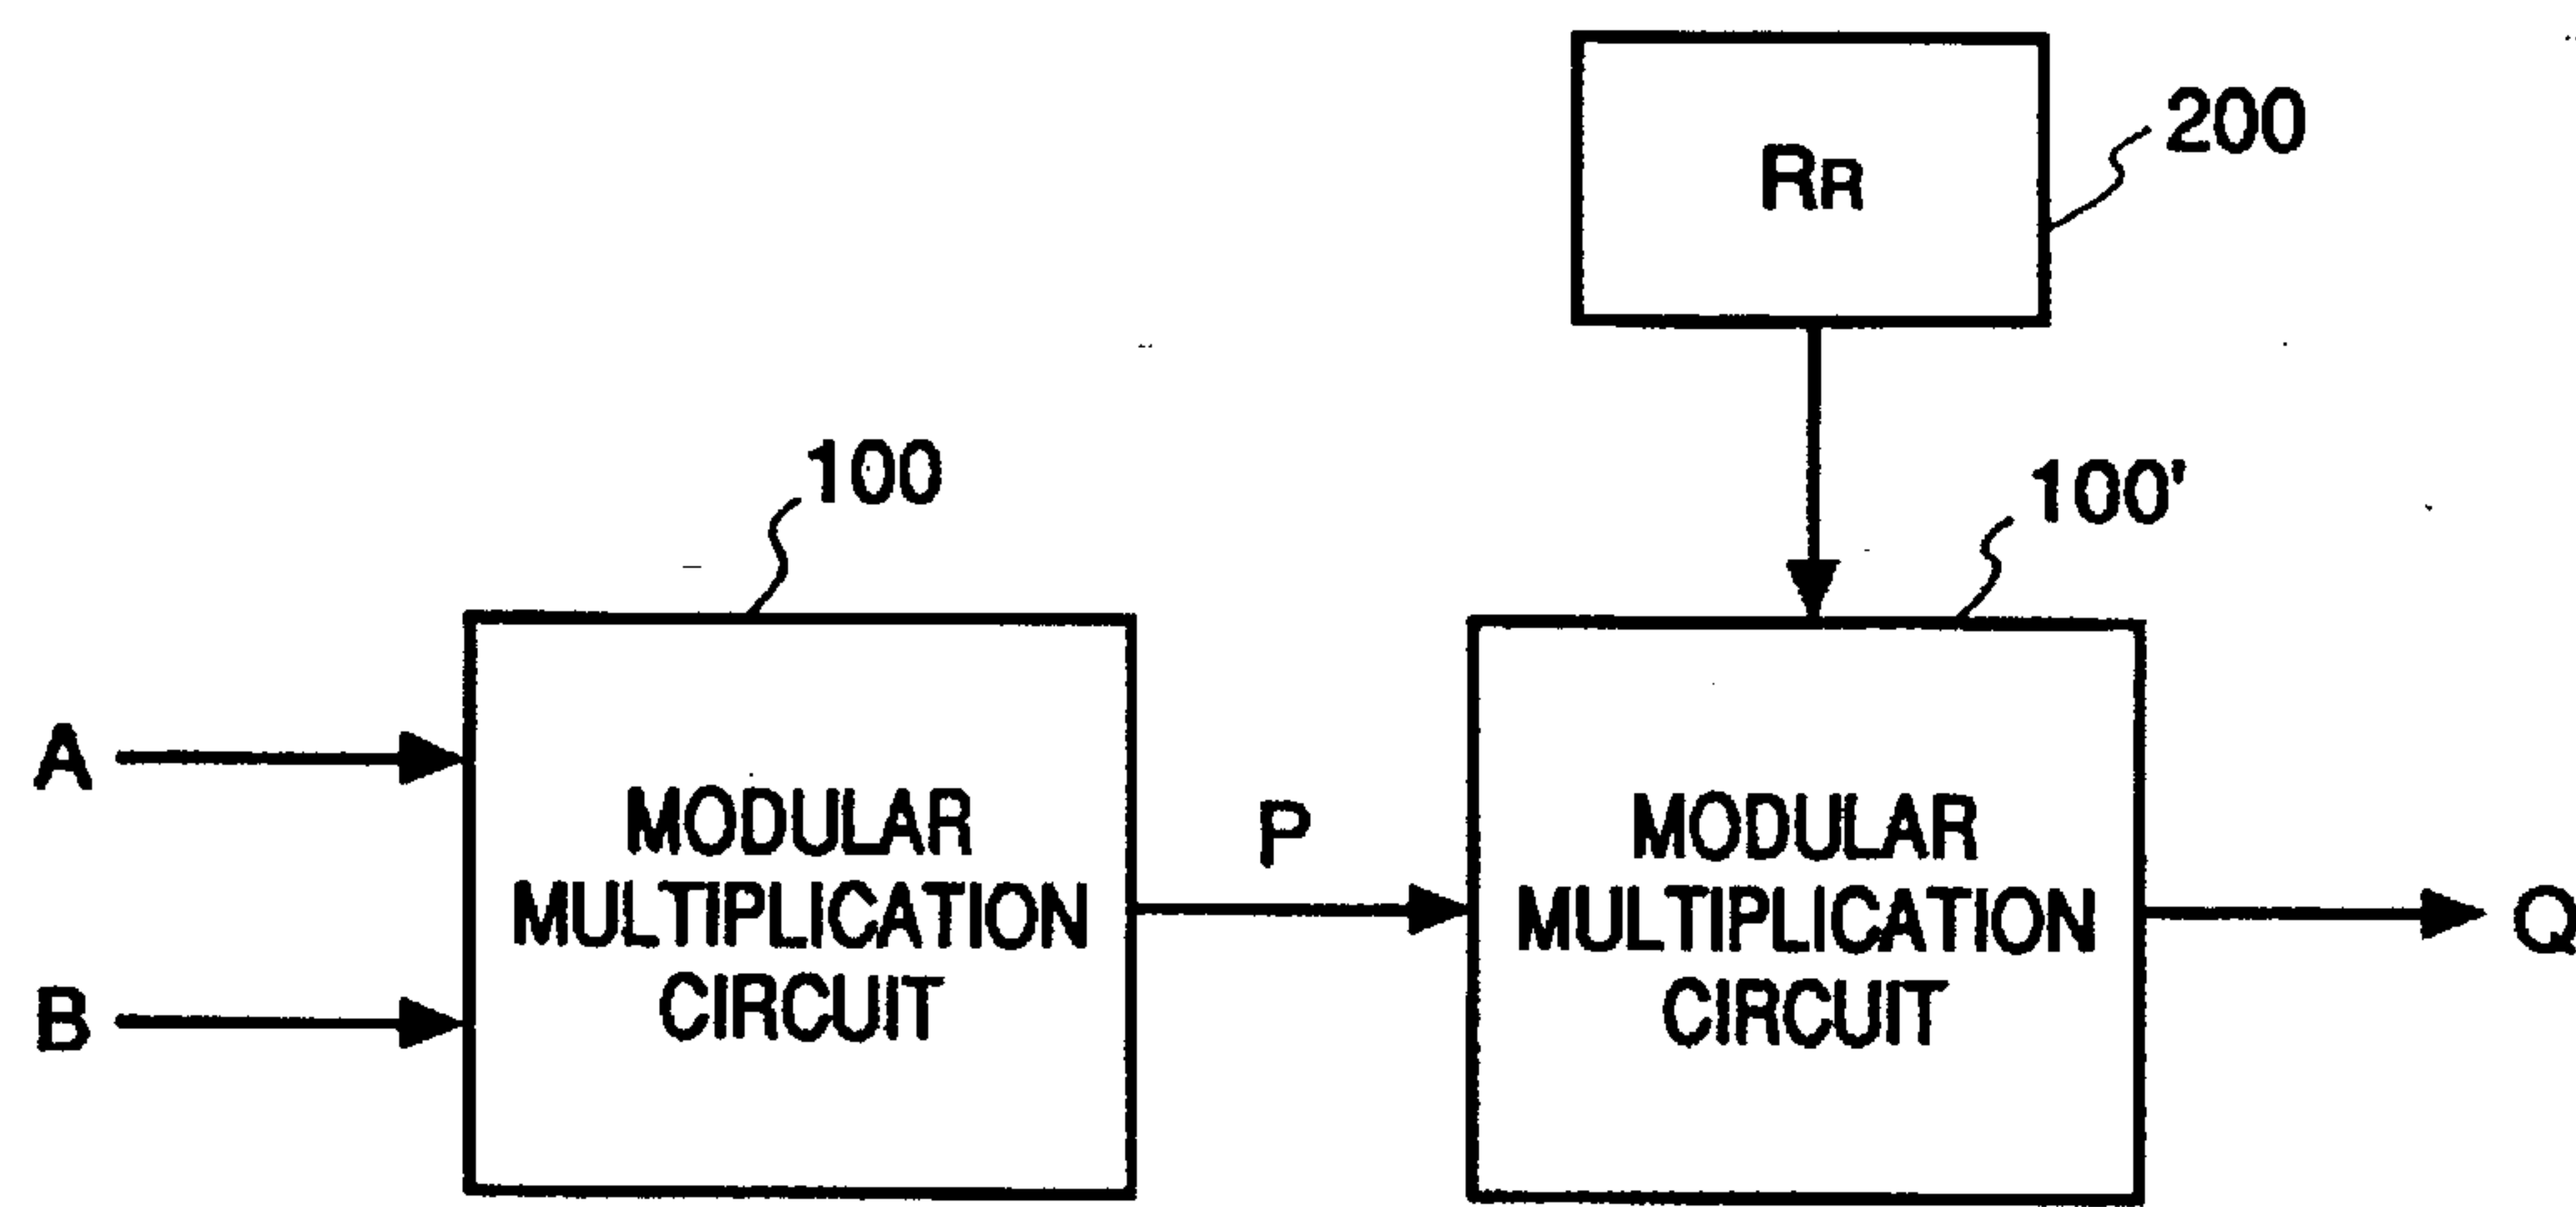 RR
200
100
100'
A
B
MODULAR
MULTIPLICATION
CIRCUIT
P
MODULAR
MULTIPLICATION
CIRCUIT
Q